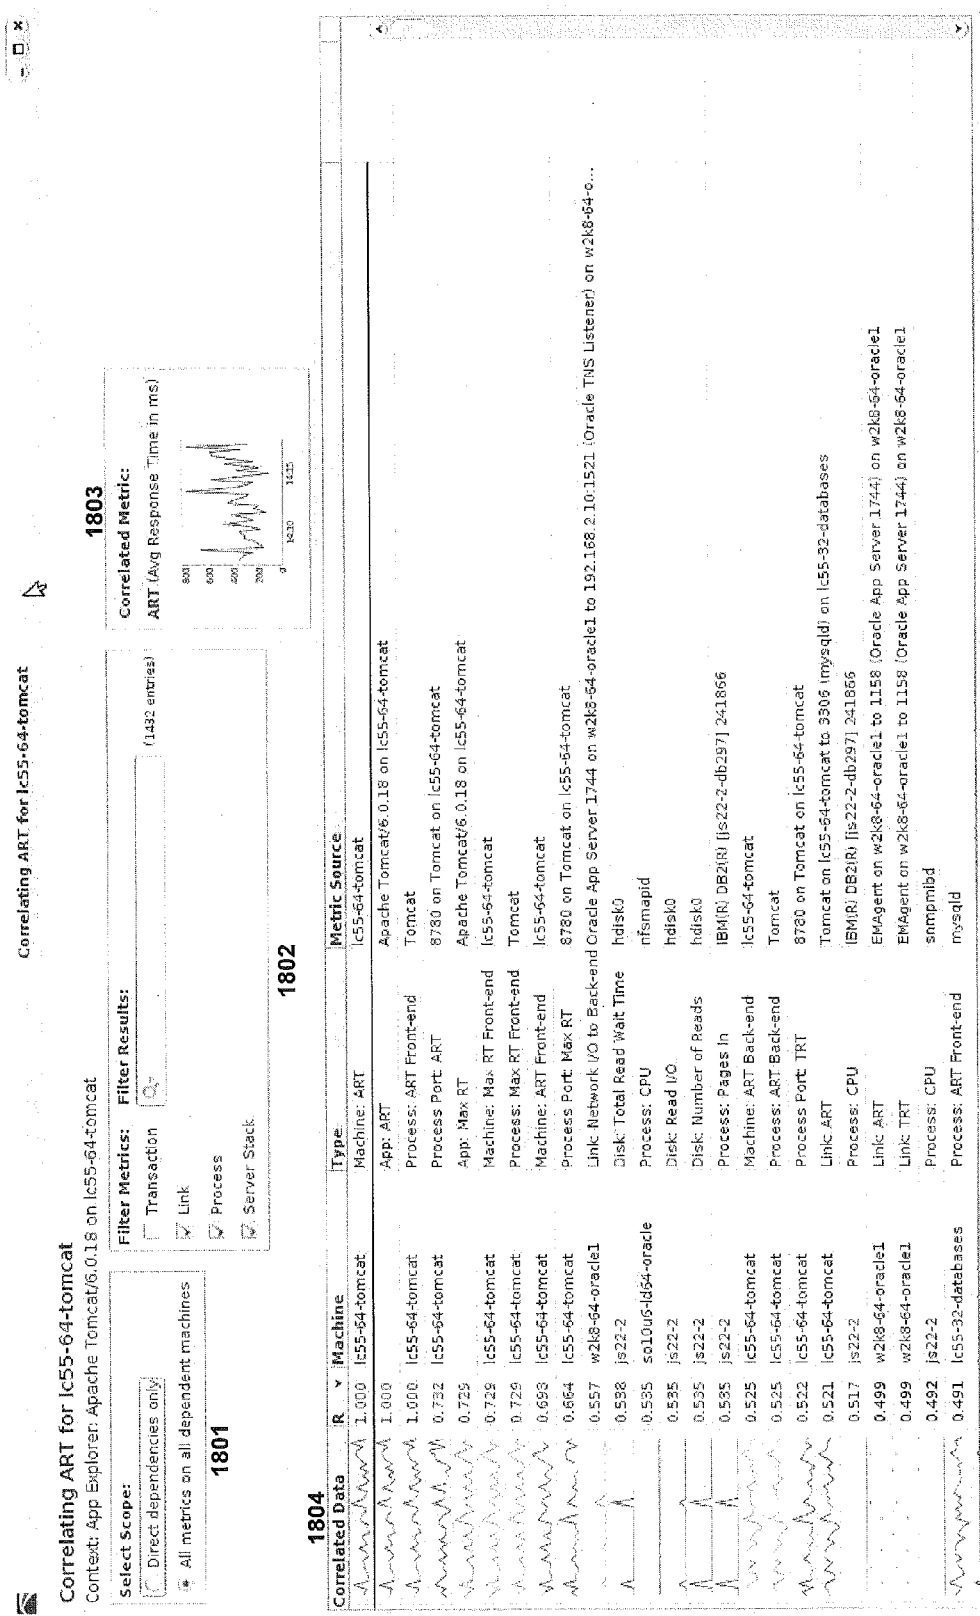 Correlating ART for lc55-64-tomcat
Correlating ART for lc55-64-tomcat
Context: App Explorer: Apache Tomcat/6.0.18 on lc55-64-tomcat
Select Scope:
Direct dependencies only
All metrics on all dependent machines
1801
Filter Metrics:
Transaction
Link
Process
Server Stack
Filter Results:
(1432 entries)
1802
1803
Correlated Metric:
ART (Avg Response Time in ms)
800
600
400
200
0
14:10
14:15
1804
Correlated Data R Machine Type Metric Source
1.000 lc55-64-tomcat Machine: ART lc55-64-tomcat
1.000 App: ART Apache Tomcat/6.0.18 on lc55-64-tomcat
1.000 lc55-64-tomcat Process: ART Front-end Tomcat
0.732 lc55-64-tomcat Process Port: ART 8780 on Tomcat on lc55-64-tomcat
0.729 App: Max RT Apache Tomcat/6.0.18 on lc55-64-tomcat
0.729 lc55-64-tomcat Machine: Max RT Front-end lc55-64-tomcat
0.729 lc55-64-tomcat Process: Max RT Front-end Tomcat
0.693 lc55-64-tomcat Machine: ART Front-end lc55-64-tomcat
0.664 lc55-64-tomcat Process Port: Max RT 8780 on Tomcat on lc55-64-tomcat
0.557 w2k8-64-oracle1 Link: Network I/O to Back-end Oracle App Server 1744 on w2k8-64-oracle1 to 192.168.2.10:1521 (Oracle TNS Listener) on w2k8-64-o...
0.538 js22-2 Disk: Total Read Wait Time hdisk0
0.535 sol10u6-ld64-oracle Process: CPU nfsmapid
0.535 js22-2 Disk: Read I/O hdisk0
0.535 js22-2 Disk: Number of Reads hdisk0
0.535 js22-2 Process: Pages In IBM(R) DB2(R) [js22-2-db297] 241866
0.525 lc55-64-tomcat Machine: ART Back-end lc55-64-tomcat
0.525 lc55-64-tomcat Process: ART Back-end Tomcat
0.522 lc55-64-tomcat Process Port: TRT 8780 on Tomcat on lc55-64-tomcat
0.521 lc55-64-tomcat Link: ART Tomcat on lc55-64-tomcat to 3306 (mysqld) on lc55-32-databases
0.517 js22-2 Process: CPU IBM(R) DB2(R) [js22-2-db297] 241866
0.499 w2k8-64-oracle1 Link: ART EMAgent on w2k8-64-oracle1 to 1158 (Oracle App Server 1744) on w2k8-64-oracle1
0.499 w2k8-64-oracle1 Link: TRT EMAgent on w2k8-64-oracle1 to 1158 (Oracle App Server 1744) on w2k8-64-oracle1
0.492 js22-2 Process: CPU snmpmibd
0.491 lc55-32-databases Process: ART Front-end mysqld